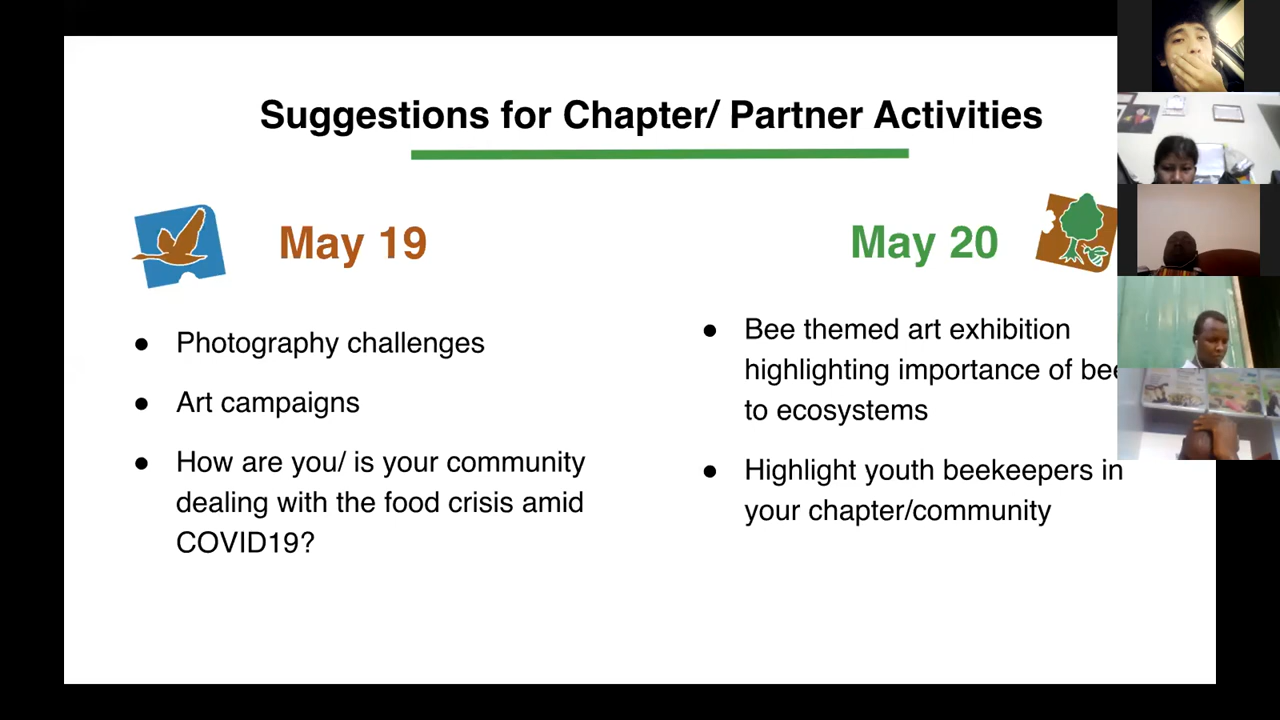 Suggestions for Chapter/ Partner Activities
May 19
● Photography challenges
● Art campaigns
● How are you/ is your community
dealing with the food crisis amid
COVID19?
May 20
● Bee themed art exhibition
highlighting importance of bee
to ecosystems
● Highlight youth beekeepers in
your chapter/community